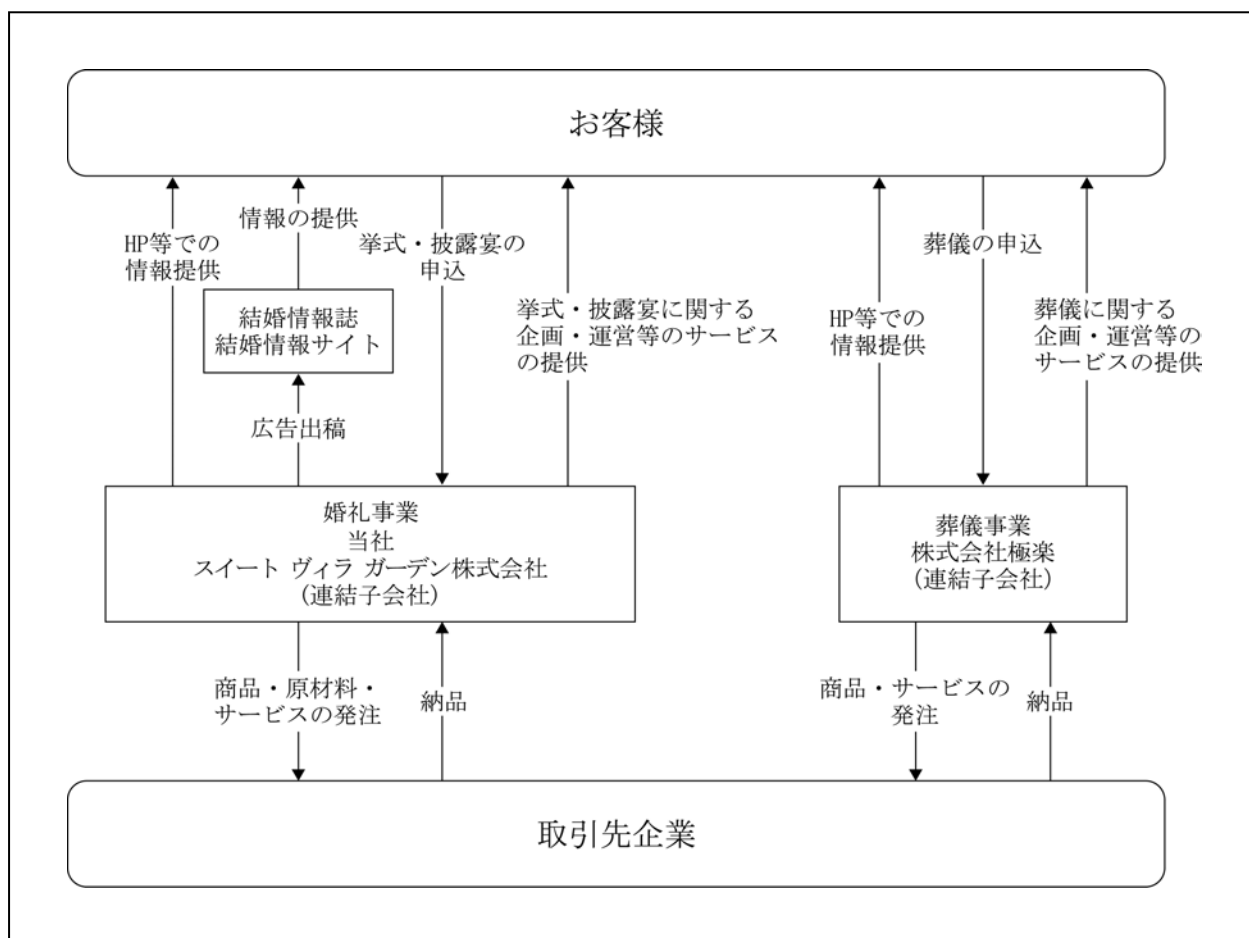 お客様
HP等での
情報提供
情報の提供
結婚情報誌
結婚情報サイト
広告出稿
挙式・披露宴の
申込
挙式・披露宴に関する
企画・運営等のサービス
の提供
HP等での
情報提供
葬儀の申込
葬儀に関する
企画・運営等の
サービスの提供
婚礼事業
当社
スイート ヴィラ ガーデン株式会社
(連結子会社)
葬儀事業
株式会社極楽
(連結子会社)
商品・原材料・
サービスの発注
納品
商品・サービスの
発注
納品
取引先企業